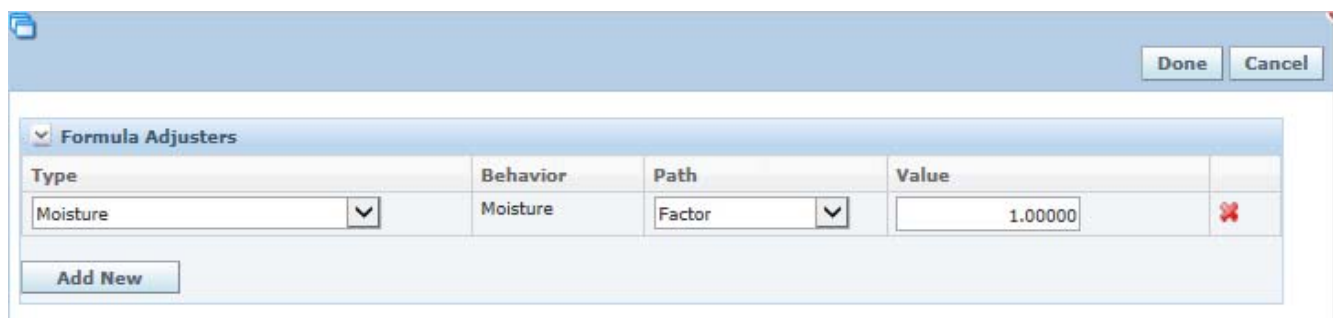 Done Cancel
Formula Adjusters
Type Behavior Path Value
Moisture Moisture Factor 1.00000
Add New